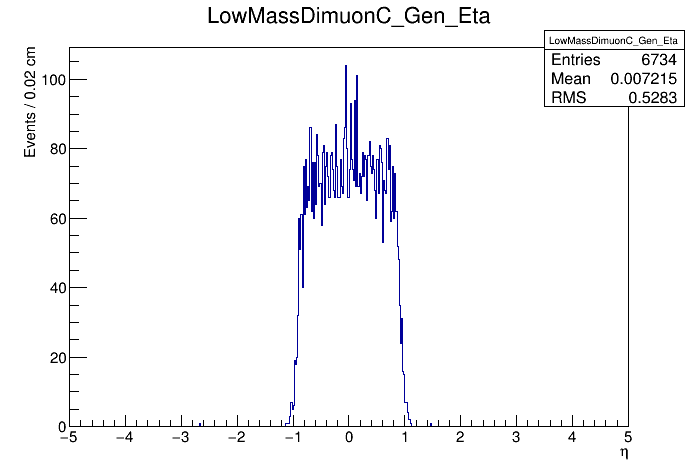 LowMassDimuonC_Gen_Eta
LowMassDimuonC_Gen_Eta
Entries 6734
Mean 0.007215
RMS 0.5283
Events / 0.02 cm
100
80
60
40
20
0
−5 −4 −3 −2 −1 0 1 2 3 4 5
η